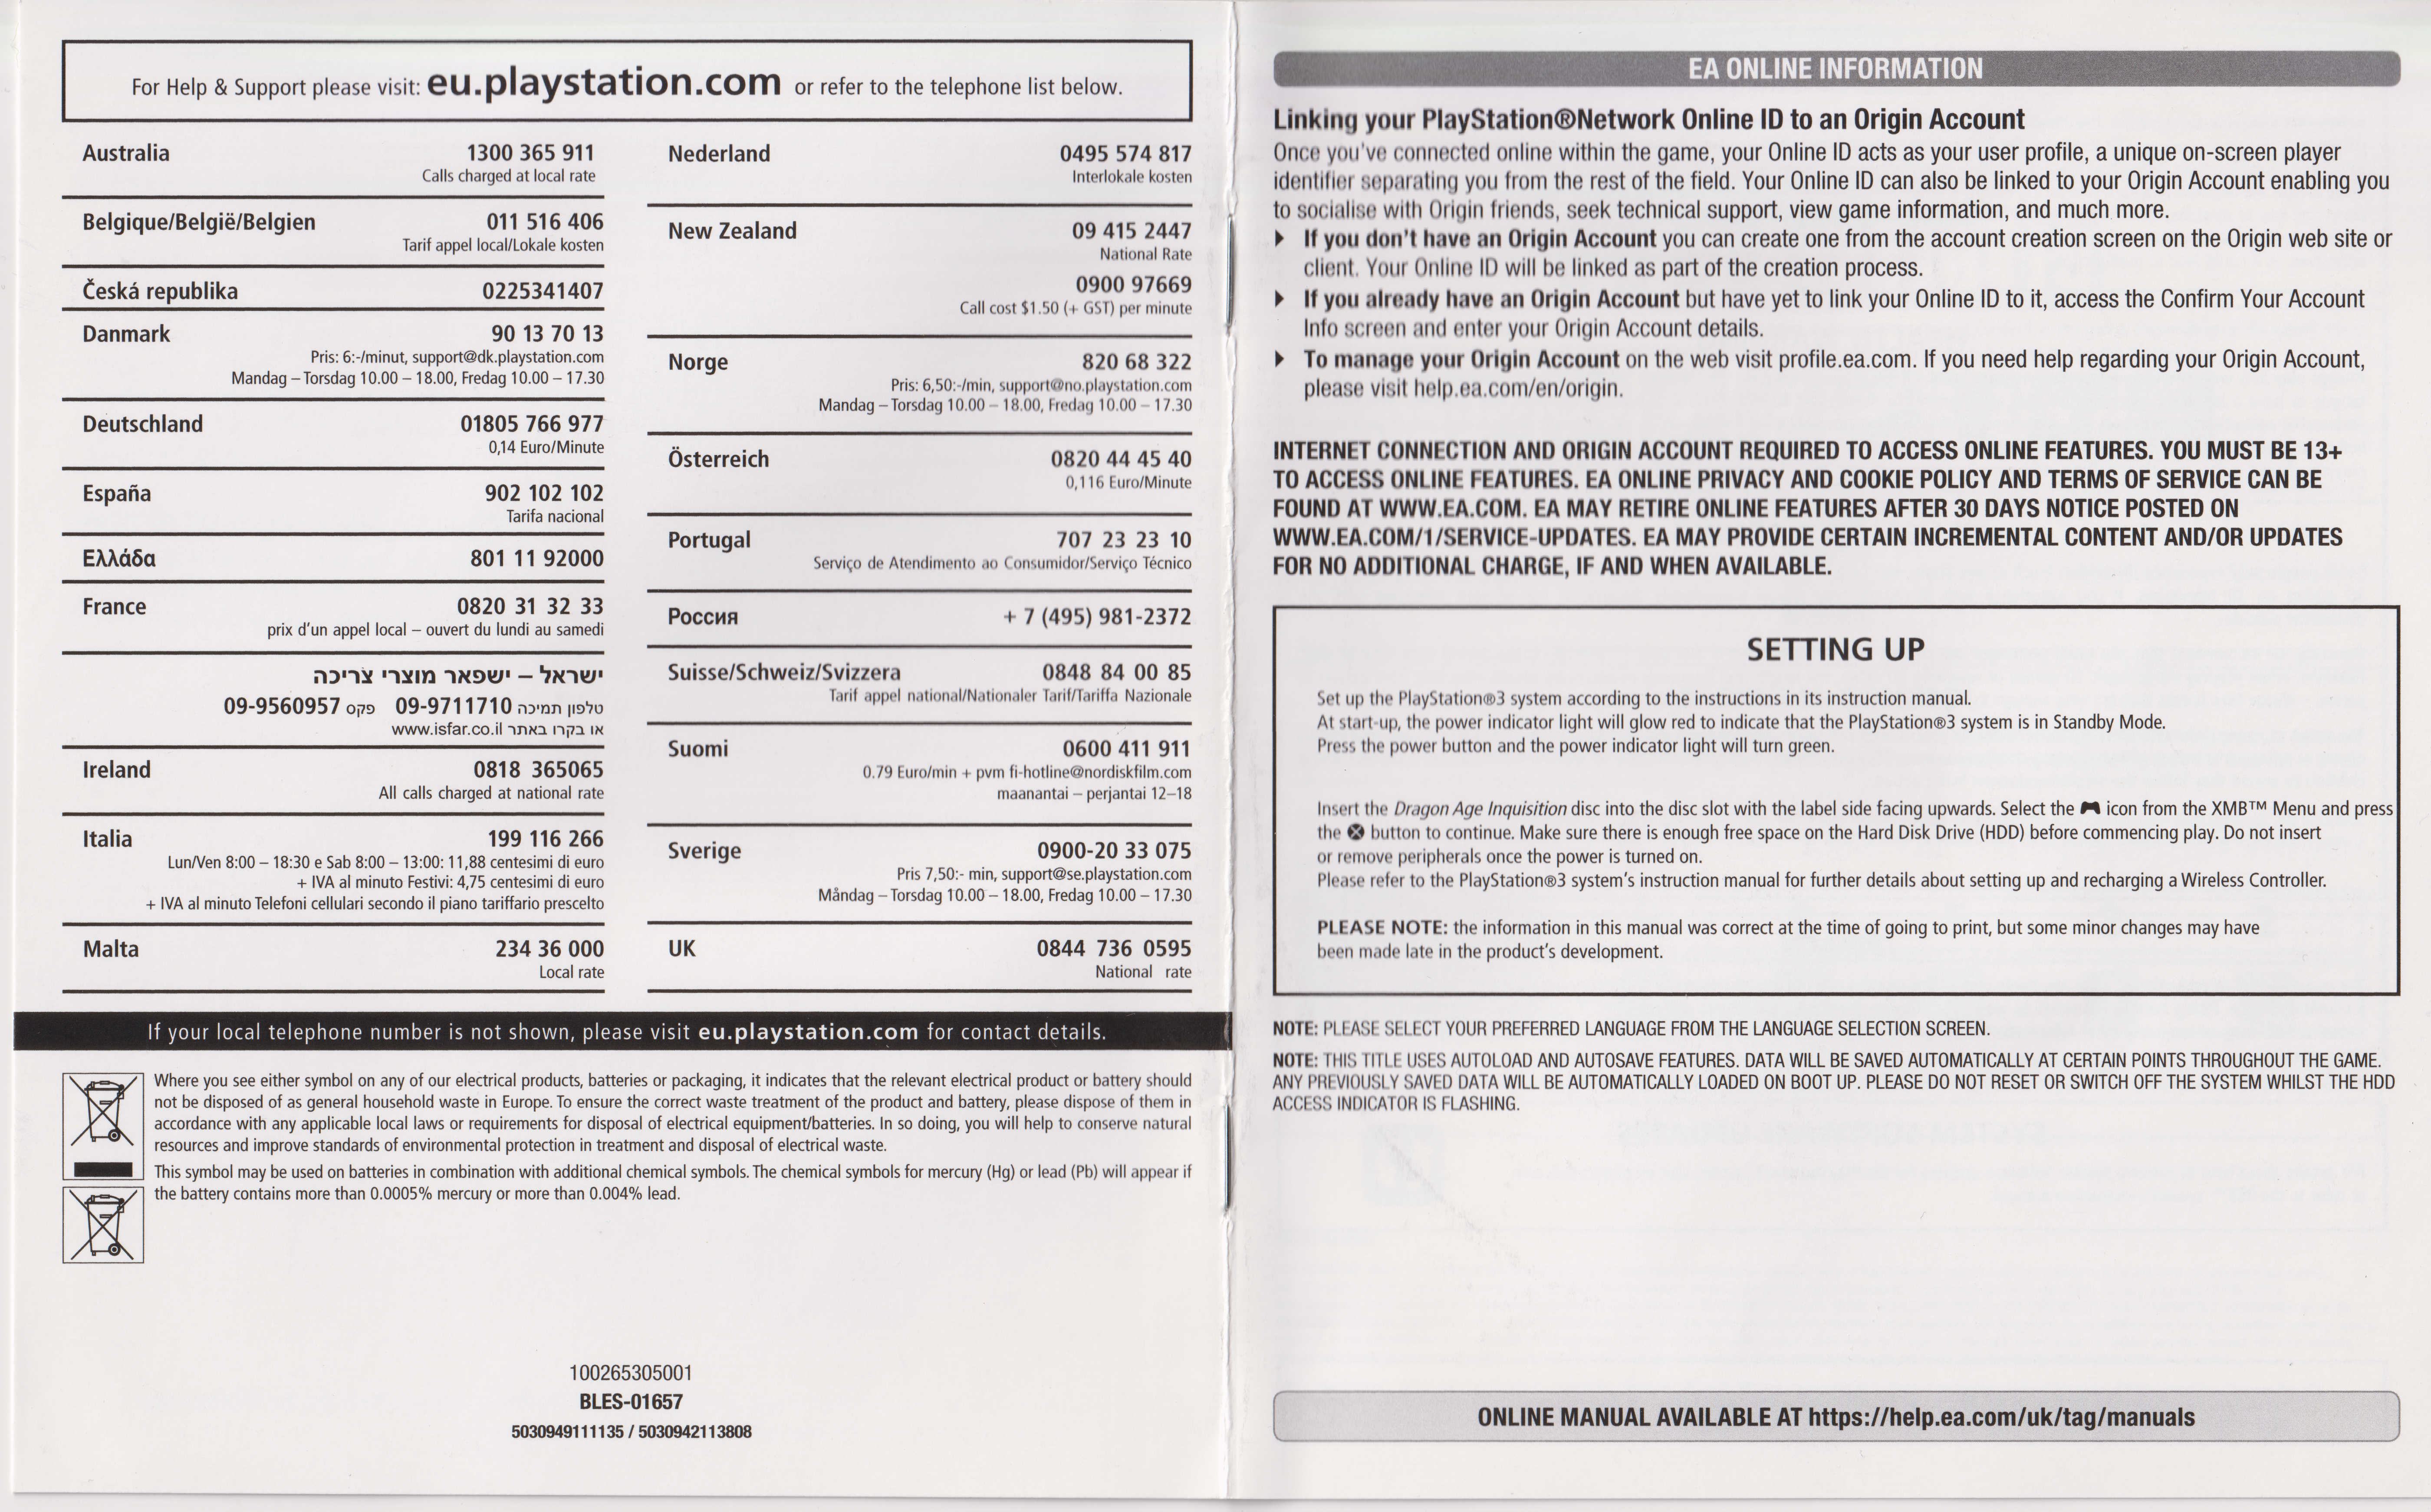 For Help & Support please visit: eu.playstation.com or refer to the telephone list below.
Australia 1300 365 911
Calls charged at local rate
Belgique/België/Belgien 011 516 406
Tarif appel local/Lokale kosten
Česká republika 0225341407
Danmark 90 13 70 13
Pris: 6:-/minut, support@dk.playstation.com
Mandag – Torsdag 10.00 – 18.00, Fredag 10.00 – 17.30
Deutschland 01805 766 977
0,14 Euro/Minute
España 902 102 102
Tarifa nacional
Ελλάδα 801 11 92000
France 0820 31 32 33
prix d'un appel local – ouvert du lundi au samedi
ישראל – ישפאר מוצרי צריכה
טלפון תמיכה 09-9711710 פקס 09-9560957
או בקרו באתר www.isfar.co.il
Ireland 0818 365065
All calls charged at national rate
Italia 199 116 266
Lun/Ven 8:00 – 18:30 e Sab 8:00 – 13:00: 11,88 centesimi di euro
+ IVA al minuto Festivi: 4,75 centesimi di euro
+ IVA al minuto Telefoni cellulari secondo il piano tariffario prescelto
Malta 234 36 000
Local rate
Nederland 0495 574 817
Interlokale kosten
New Zealand 09 415 2447
National Rate
0900 97669
Call cost $1.50 (+ GST) per minute
Norge 820 68 322
Pris: 6,50:-/min, support@no.playstation.com
Mandag – Torsdag 10.00 – 18.00, Fredag 10.00 – 17.30
Österreich 0820 44 45 40
0,116 Euro/Minute
Portugal 707 23 23 10
Serviço de Atendimento ao Consumidor/Serviço Técnico
Россия + 7 (495) 981-2372
Suisse/Schweiz/Svizzera 0848 84 00 85
Tarif appel national/Nationaler Tarif/Tariffa Nazionale
Suomi 0600 411 911
0.79 Euro/min + pvm fi-hotline@nordiskfilm.com
maanantai – perjantai 12–18
Sverige 0900-20 33 075
Pris 7,50:- min, support@se.playstation.com
Måndag – Torsdag 10.00 – 18.00, Fredag 10.00 – 17.30
UK 0844 736 0595
National rate
If your local telephone number is not shown, please visit eu.playstation.com for contact details.
Where you see either symbol on any of our electrical products, batteries or packaging, it indicates that the relevant electrical product or battery should
not be disposed of as general household waste in Europe. To ensure the correct waste treatment of the product and battery, please dispose of them in
accordance with any applicable local laws or requirements for disposal of electrical equipment/batteries. In so doing, you will help to conserve natural
resources and improve standards of environmental protection in treatment and disposal of electrical waste.
This symbol may be used on batteries in combination with additional chemical symbols. The chemical symbols for mercury (Hg) or lead (Pb) will appear if
the battery contains more than 0.0005% mercury or more than 0.004% lead.
100265305001
BLES-01657
5030949111135 / 5030942113808
EA ONLINE INFORMATION
Linking your PlayStation®Network Online ID to an Origin Account
Once you've connected online within the game, your Online ID acts as your user profile, a unique on-screen player
identifier separating you from the rest of the field. Your Online ID can also be linked to your Origin Account enabling you
to socialise with Origin friends, seek technical support, view game information, and much more.
If you don't have an Origin Account you can create one from the account creation screen on the Origin web site or
client. Your Online ID will be linked as part of the creation process.
If you already have an Origin Account but have yet to link your Online ID to it, access the Confirm Your Account
Info screen and enter your Origin Account details.
To manage your Origin Account on the web visit profile.ea.com. If you need help regarding your Origin Account,
please visit help.ea.com/en/origin.
INTERNET CONNECTION AND ORIGIN ACCOUNT REQUIRED TO ACCESS ONLINE FEATURES. YOU MUST BE 13+
TO ACCESS ONLINE FEATURES. EA ONLINE PRIVACY AND COOKIE POLICY AND TERMS OF SERVICE CAN BE
FOUND AT WWW.EA.COM. EA MAY RETIRE ONLINE FEATURES AFTER 30 DAYS NOTICE POSTED ON
WWW.EA.COM/1/SERVICE-UPDATES. EA MAY PROVIDE CERTAIN INCREMENTAL CONTENT AND/OR UPDATES
FOR NO ADDITIONAL CHARGE, IF AND WHEN AVAILABLE.
SETTING UP
Set up the PlayStation®3 system according to the instructions in its instruction manual.
At start-up, the power indicator light will glow red to indicate that the PlayStation®3 system is in Standby Mode.
Press the power button and the power indicator light will turn green.
Insert the Dragon Age Inquisition disc into the disc slot with the label side facing upwards. Select the icon from the XMB™ Menu and press
the button to continue. Make sure there is enough free space on the Hard Disk Drive (HDD) before commencing play. Do not insert
or remove peripherals once the power is turned on.
Please refer to the PlayStation®3 system's instruction manual for further details about setting up and recharging a Wireless Controller.
PLEASE NOTE: the information in this manual was correct at the time of going to print, but some minor changes may have
been made late in the product's development.
NOTE: PLEASE SELECT YOUR PREFERRED LANGUAGE FROM THE LANGUAGE SELECTION SCREEN.
NOTE: THIS TITLE USES AUTOLOAD AND AUTOSAVE FEATURES. DATA WILL BE SAVED AUTOMATICALLY AT CERTAIN POINTS THROUGHOUT THE GAME.
ANY PREVIOUSLY SAVED DATA WILL BE AUTOMATICALLY LOADED ON BOOT UP. PLEASE DO NOT RESET OR SWITCH OFF THE SYSTEM WHILST THE HDD
ACCESS INDICATOR IS FLASHING.
ONLINE MANUAL AVAILABLE AT https://help.ea.com/uk/tag/manuals